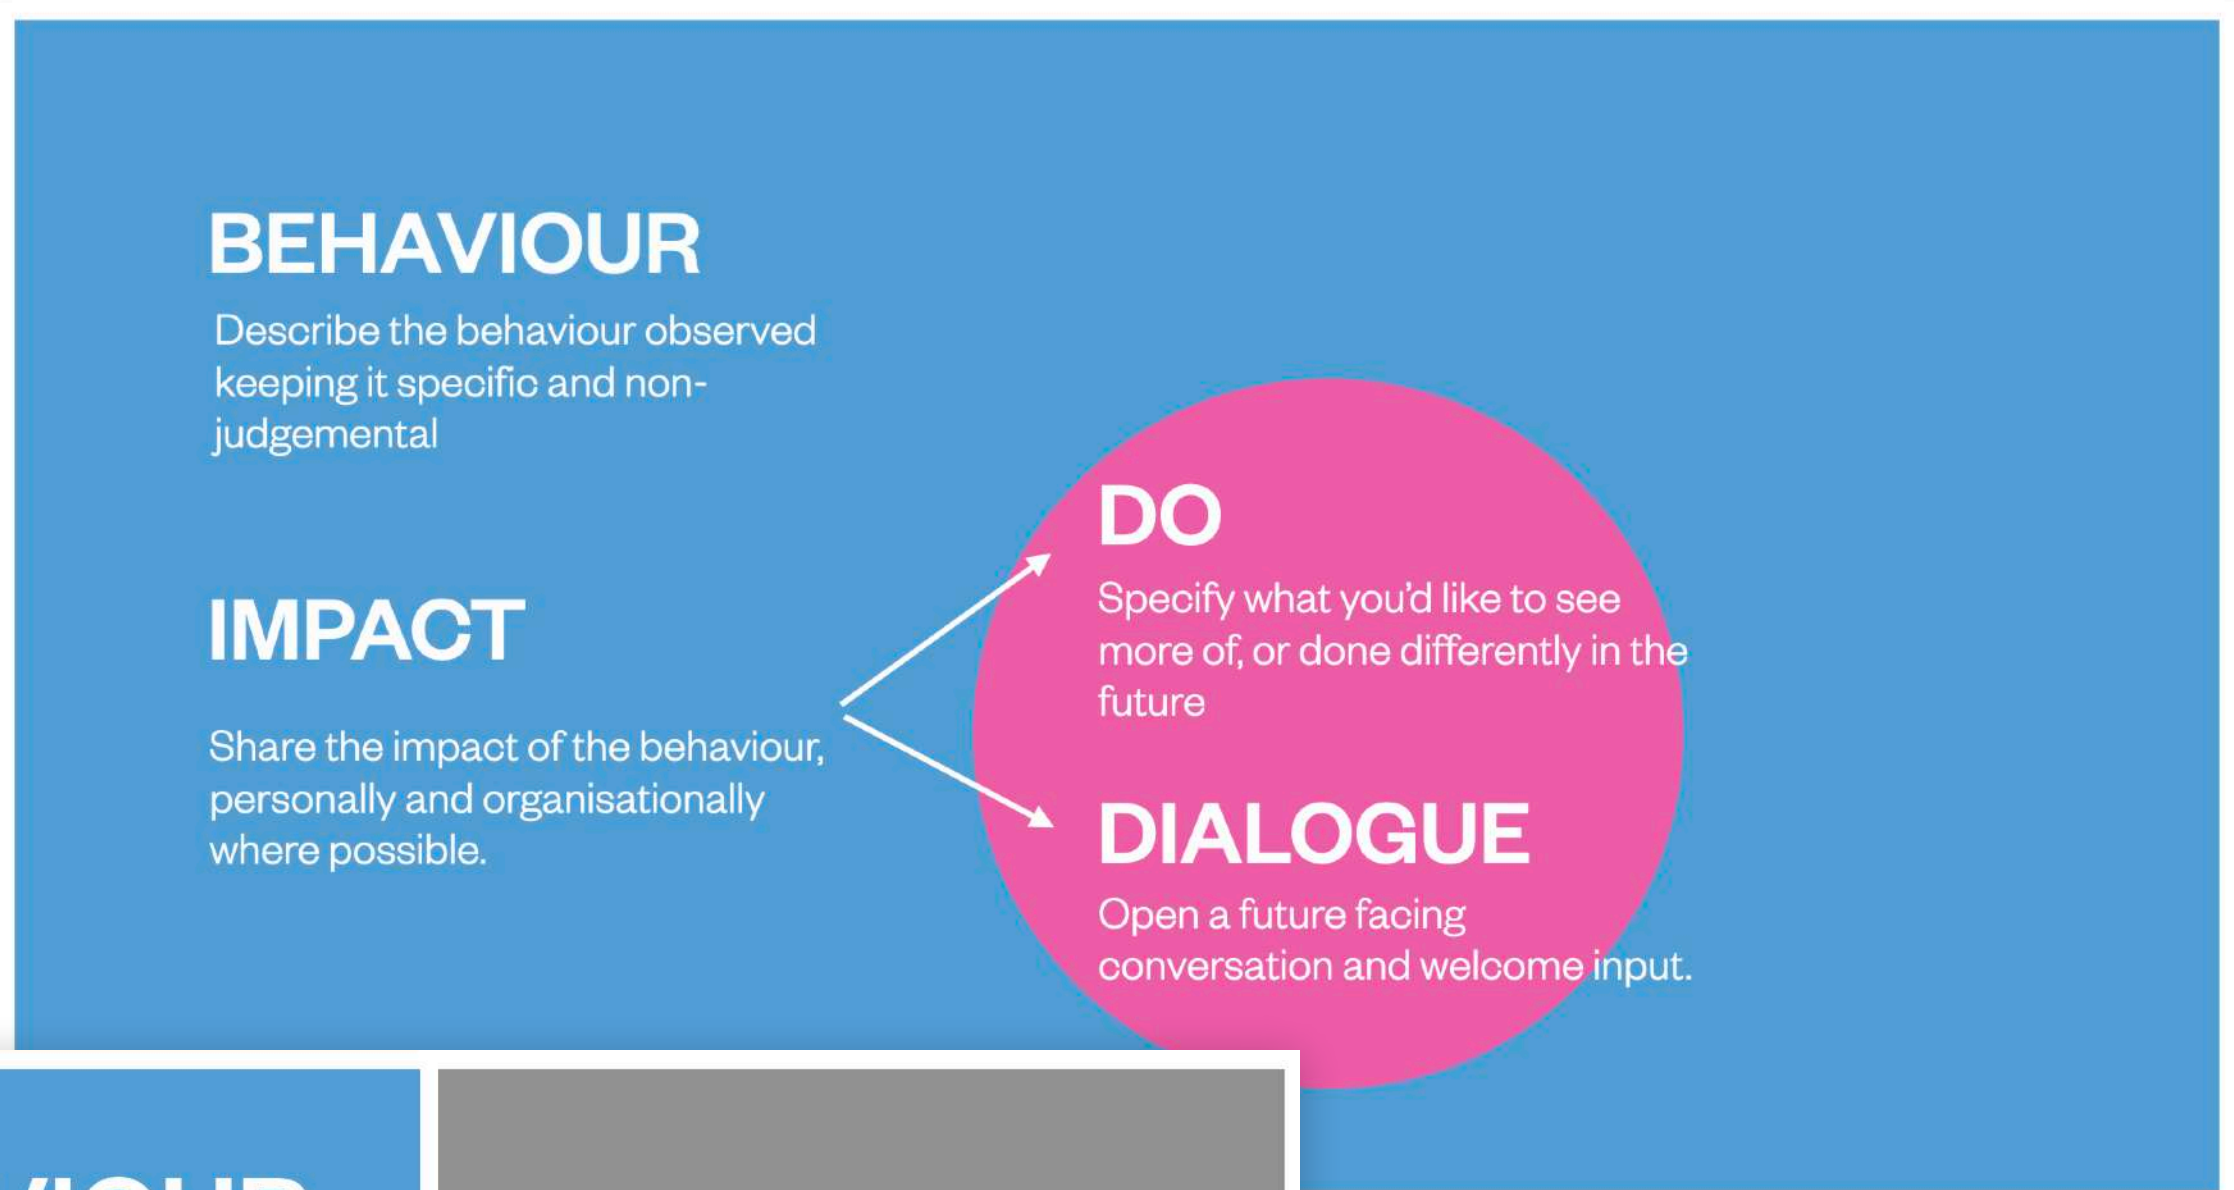 BEHAVIOUR
Describe the behaviour observed
keeping it specific and non-
judgemental
IMPACT
Share the impact of the behaviour,
personally and organisationally
where possible.
DO
Specify what you'd like to see
more of, or done differently in the
future
DIALOGUE
Open a future facing
conversation and welcome input.